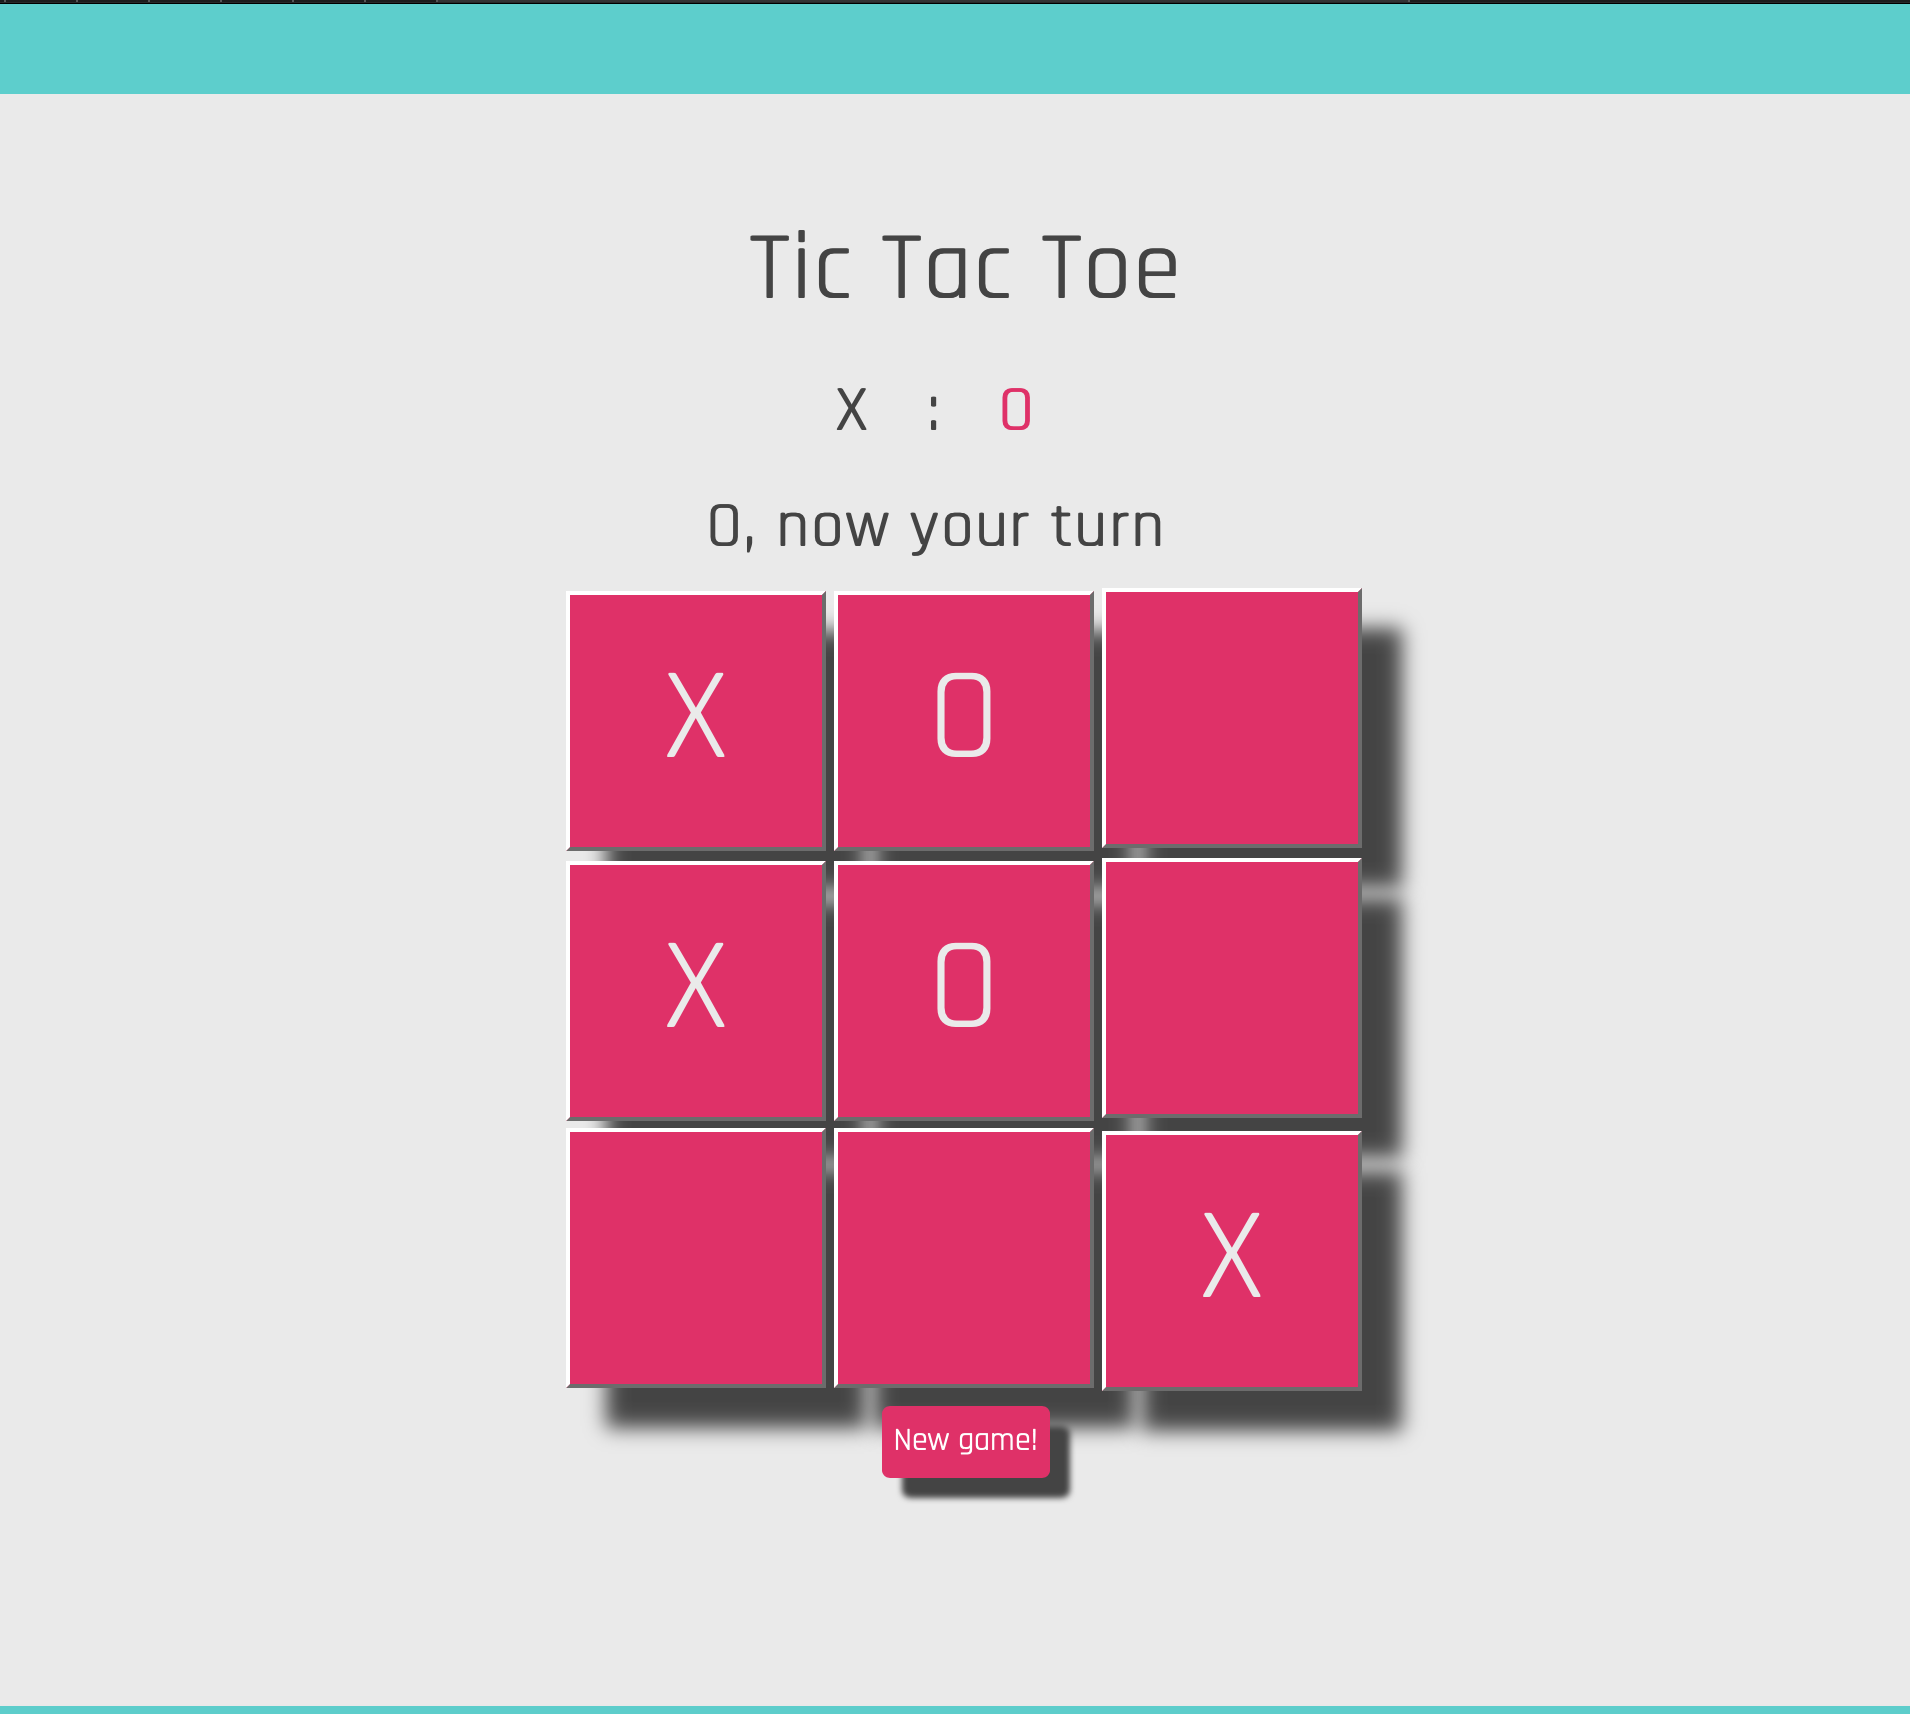 Tic Tac Toe
X : O
O, now your turn
X O
X O
X
New game!